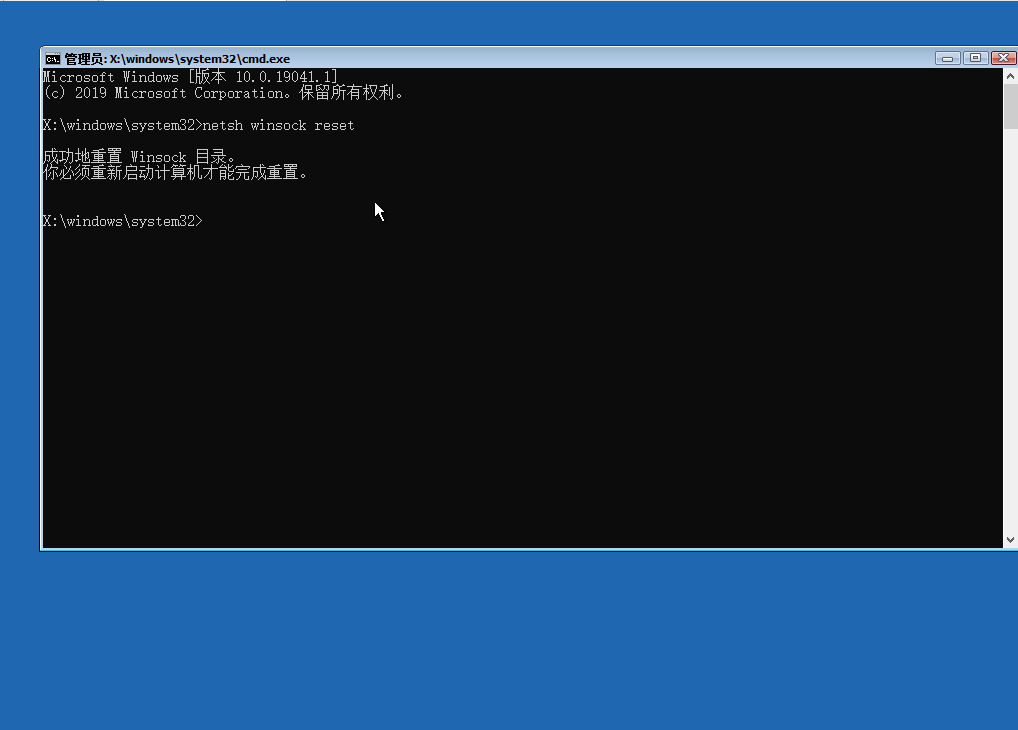 管理员: X:\windows\system32\cmd.exe
Microsoft Windows [版本 10.0.19041.1]
(c) 2019 Microsoft Corporation。保留所有权利。
X:\windows\system32>netsh winsock reset
成功地重置 Winsock 目录。
你必须重新启动计算机才能完成重置。
X:\windows\system32>